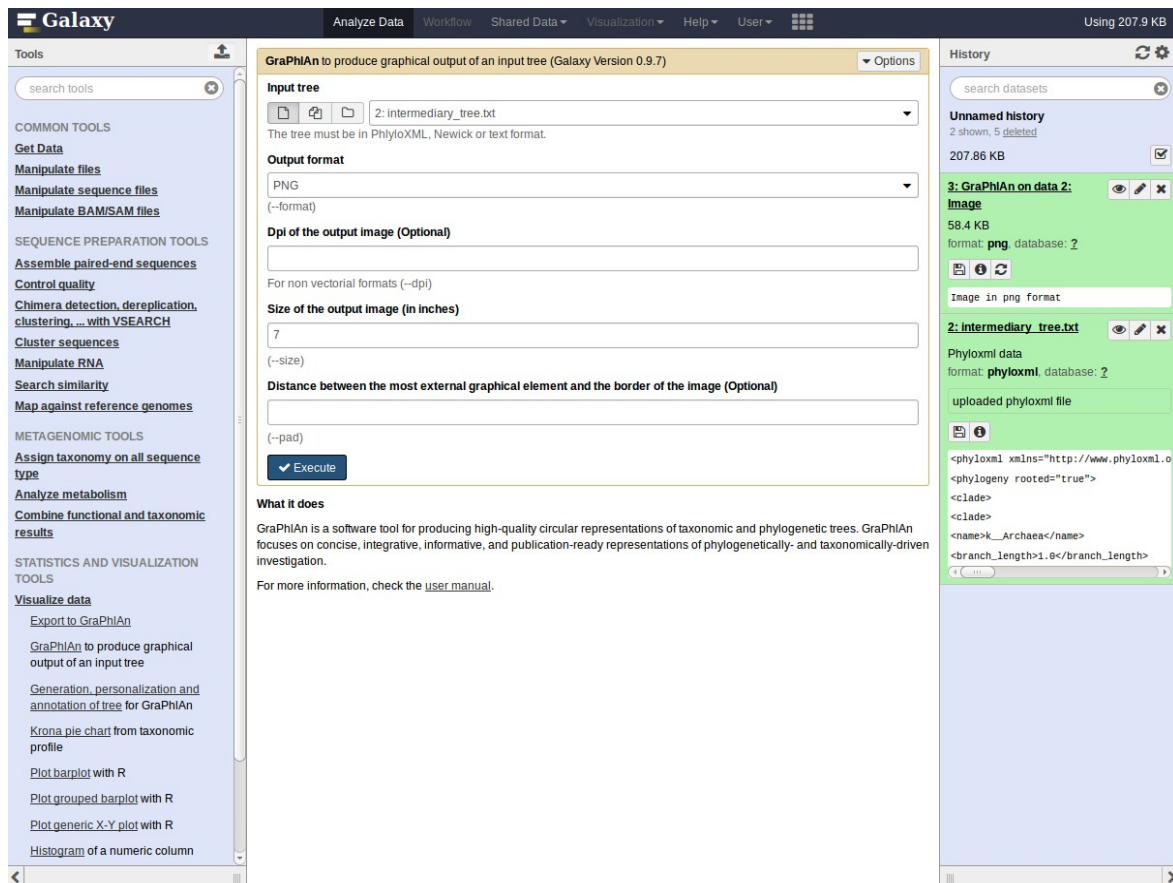 Galaxy
Analyze Data
Workflow
Shared Data
Visualization
Help
User
Using 207.9 KB
Tools
search tools
COMMON TOOLS
Get Data
Manipulate files
Manipulate sequence files
Manipulate BAM/SAM files
SEQUENCE PREPARATION TOOLS
Assemble paired-end sequences
Control quality
Chimera detection, dereplication,
clustering, ... with VSEARCH
Cluster sequences
Manipulate RNA
Search similarity
Map against reference genomes
METAGENOMIC TOOLS
Assign taxonomy on all sequence
type
Analyze metabolism
Combine functional and taxonomic
results
STATISTICS AND VISUALIZATION
TOOLS
Visualize data
Export to GraPhlAn
GraPhlAn to produce graphical
output of an input tree
Generation, personalization and
annotation of tree for GraPhlAn
Krona pie chart from taxonomic
profile
Plot barplot with R
Plot grouped barplot with R
Plot generic X-Y plot with R
Histogram of a numeric column
GraPhlAn to produce graphical output of an input tree (Galaxy Version 0.9.7)
Options
Input tree
2: intermediary_tree.txt
The tree must be in PhlyloXML, Newick or text format.
Output format
PNG
(--format)
Dpi of the output image (Optional)
For non vectorial formats (--dpi)
Size of the output image (in inches)
7
(--size)
Distance between the most external graphical element and the border of the image (Optional)
(--pad)
Execute
What it does
GraPhlAn is a software tool for producing high-quality circular representations of taxonomic and phylogenetic trees. GraPhlAn
focuses on concise, integrative, informative, and publication-ready representations of phylogenetically- and taxonomically-driven
investigation.
For more information, check the user manual.
History
search datasets
Unnamed history
2 shown, 5 deleted
207.86 KB
3: GraPhlAn on data 2:
Image
58.4 KB
format: png, database: ?
Image in png format
2: intermediary_tree.txt
Phyloxml data
format: phyloxml, database: ?
uploaded phyloxml file
<phyloxml xmlns="http://www.phyloxml.o
<phylogeny rooted="true">
<clade>
<clade>
<name>k__Archaea</name>
<branch_length>1.0</branch_length>